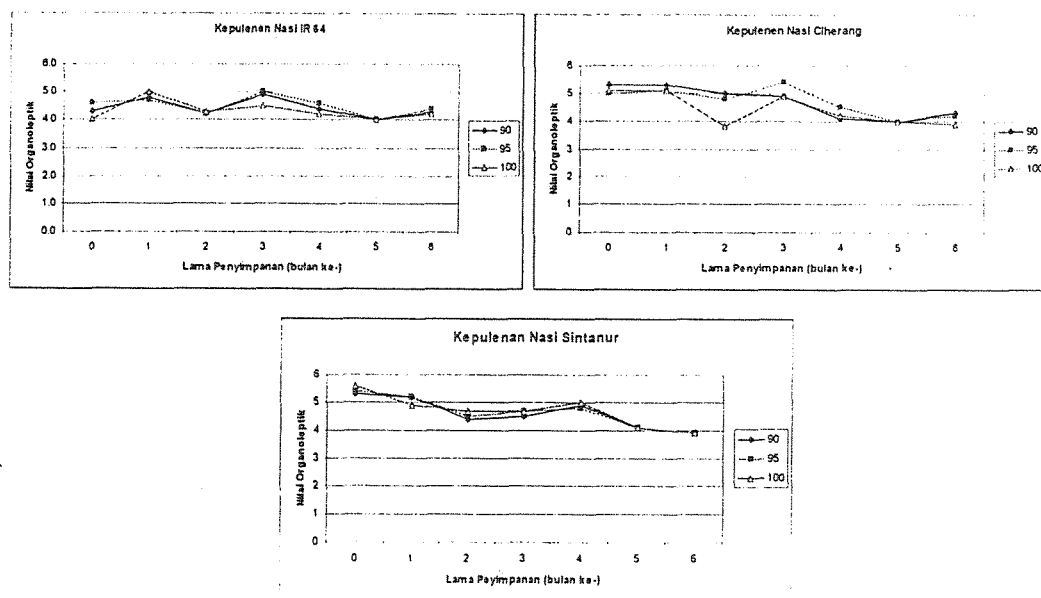 Kepulenen Nasi IR 64
6.0
5.0
4.0
3.0
2.0
1.0
0.0
Nilai Organoleptik
0 1 2 3 4 5 6
Lama Penyimpanan (bulan ke-)
90
95
100
Kepulenen Nasi Ciherang
6
5
4
3
2
1
0
Nilai Organoleptik
0 1 2 3 4 5 6
Lama Penyimpanan (bulan ke-)
90
95
100
Kepulenan Nasi Sintanur
6
5
4
3
2
1
0
Nilai Organoleptik
0 1 2 3 4 5 6
Lama Peyimpanan (bulan ke-)
90
95
100